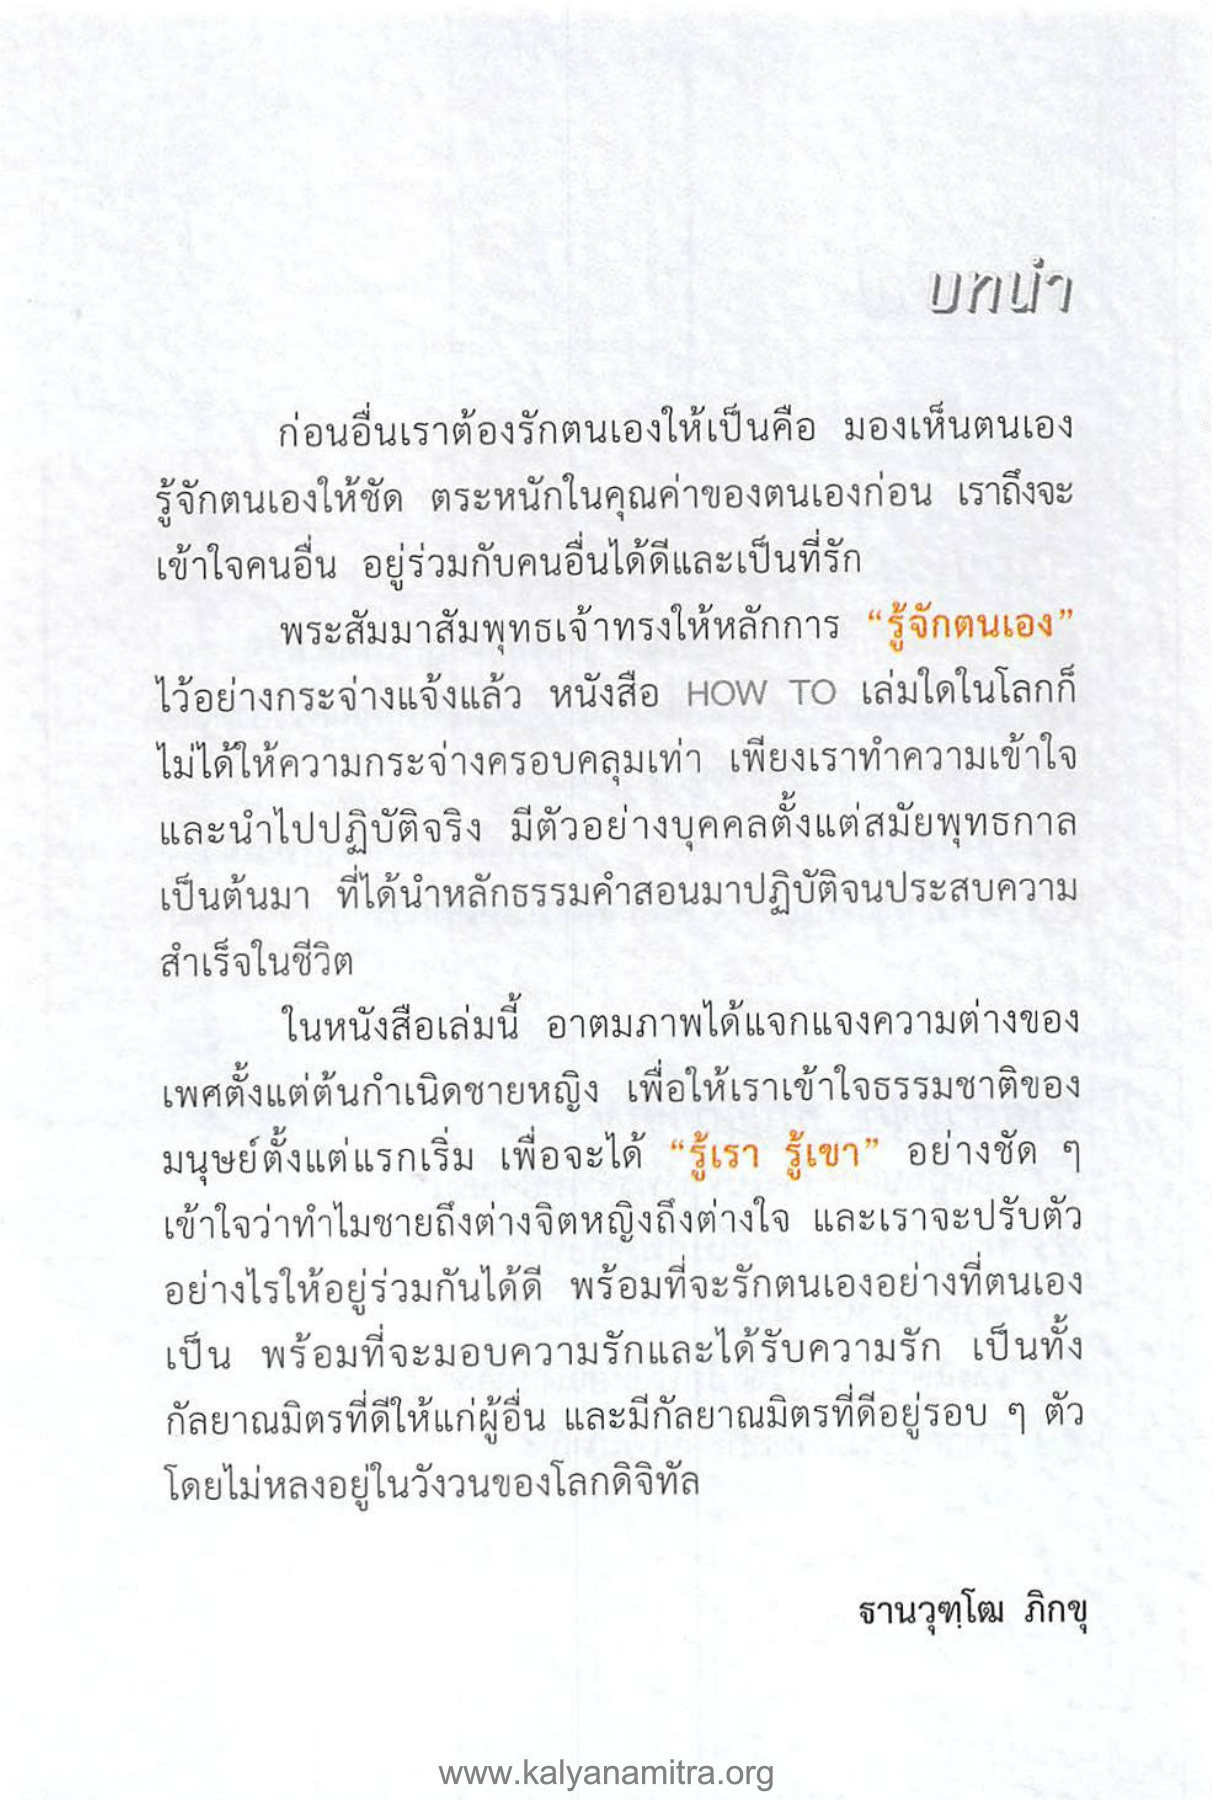 บทนำ
ก่อนอื่นเราต้องรักตนเองให้เป็นคือ มองเห็นตนเอง
รู้จักตนเองให้ชัด ตระหนักในคุณค่าของตนเองก่อน เราถึงจะ
เข้าใจคนอื่น อยู่ร่วมกับคนอื่นได้ดีและเป็นที่รัก
พระสัมมาสัมพุทธเจ้าทรงให้หลักการ “รู้จักตนเอง”
ไว้อย่างกระจ่างแจ้งแล้ว หนังสือ HOW TO เล่มใดในโลกก็
ไม่ได้ให้ความกระจ่างครอบคลุมเท่า เพียงเราทำความเข้าใจ
และนำไปปฏิบัติจริง มีตัวอย่างบุคคลตั้งแต่สมัยพุทธกาล
เป็นต้นมา ที่ได้นำหลักธรรมคำสอนมาปฏิบัติจนประสบความ
สำเร็จในชีวิต
ในหนังสือเล่มนี้ อาตมภาพได้แจกแจงความต่างของ
เพศตั้งแต่ต้นกำเนิดชายหญิง เพื่อให้เราเข้าใจธรรมชาติของ
มนุษย์ตั้งแต่แรกเริ่ม เพื่อจะได้ “รู้เรา รู้เขา” อย่างชัด ๆ
เข้าใจว่าทำไมชายถึงต่างจิตหญิงถึงต่างใจ และเราจะปรับตัว
อย่างไรให้อยู่ร่วมกันได้ดี พร้อมที่จะรักตนเองอย่างที่ตนเอง
เป็น พร้อมที่จะมอบความรักและได้รับความรัก เป็นทั้ง
กัลยาณมิตรที่ดีให้แก่ผู้อื่น และมีกัลยาณมิตรที่ดีอยู่รอบ ๆ ตัว
โดยไม่หลงอยู่ในวังวนของโลกดิจิทัล
ธานวุฑฺโฒ ภิกขุ
www.kalyanamitra.org